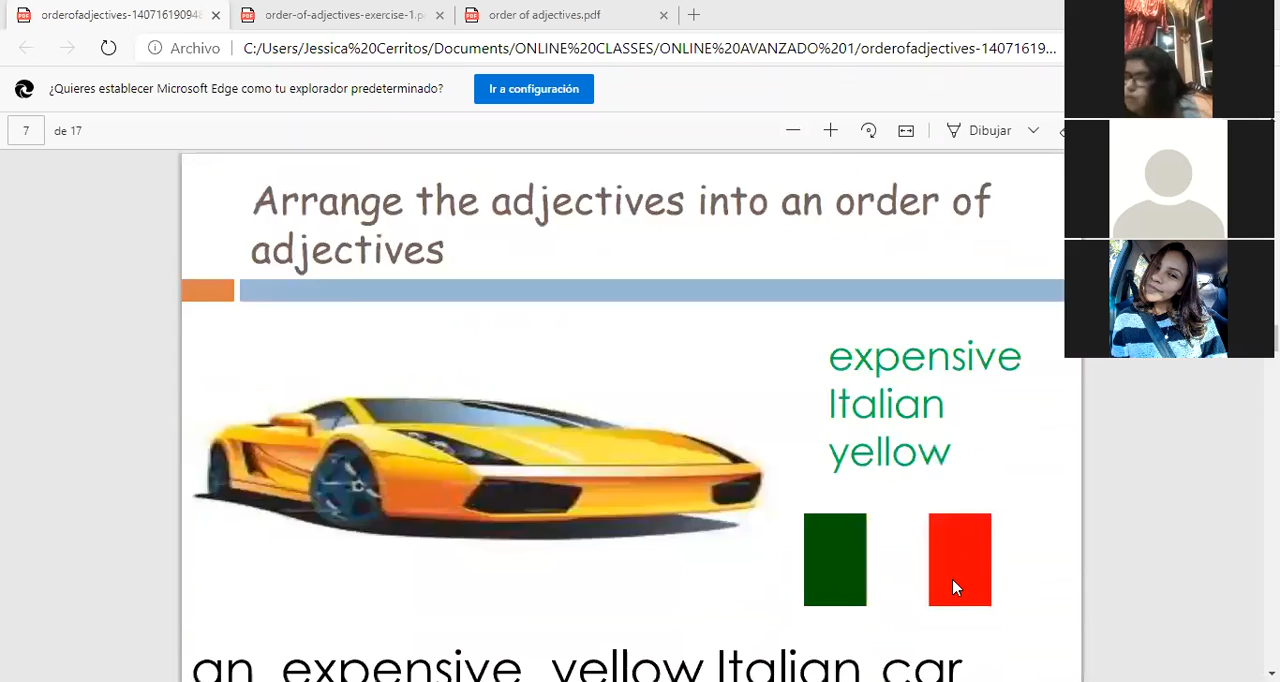 orderofadjectives-140716190948
order-of-adjectives-exercise-1.p
order of adjectives.pdf
Archivo
C:/Users/Jessica%20Cerritos/Documents/ONLINE%20CLASSES/ONLINE%20AVANZADO%201/orderofadjectives-14071619...
¿Quieres establecer Microsoft Edge como tu explorador predeterminado?
Ir a configuración
7 de 17
Dibujar
Arrange the adjectives into an order of
adjectives
expensive
Italian
yellow
an expensive yellow Italian car